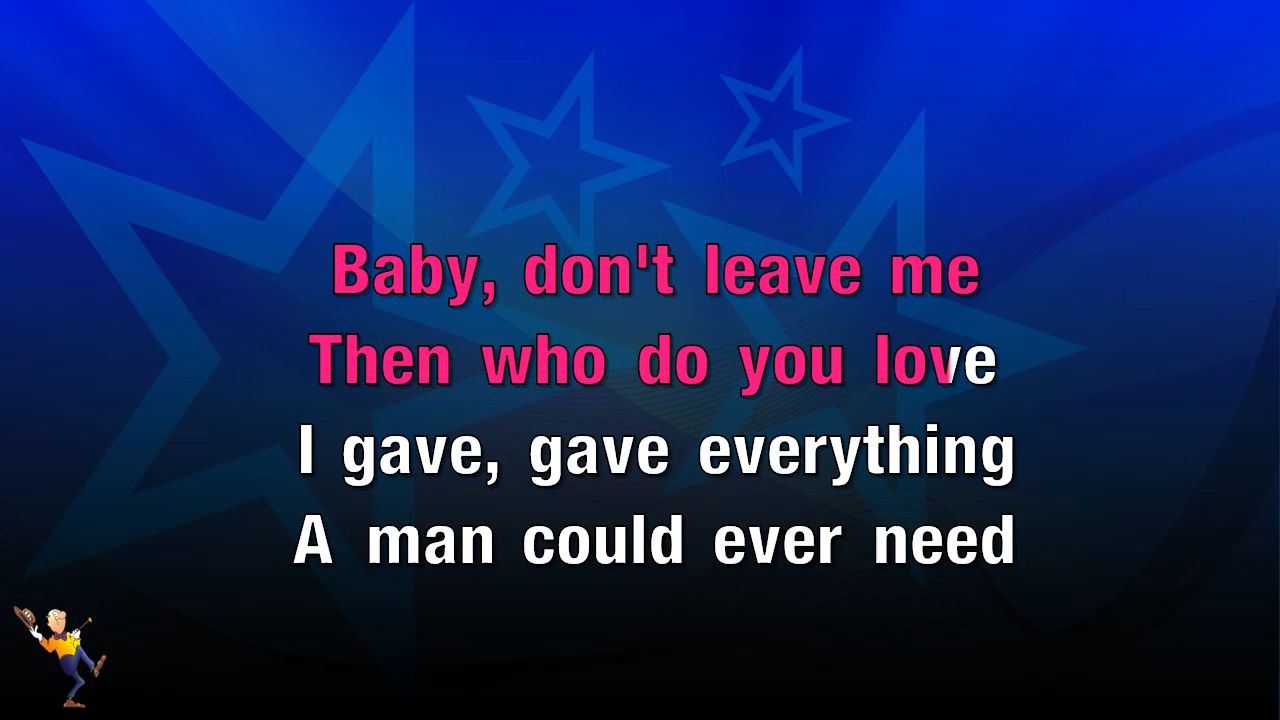 Baby, don't leave me
Then who do you love
I gave, gave everything
A man could ever need